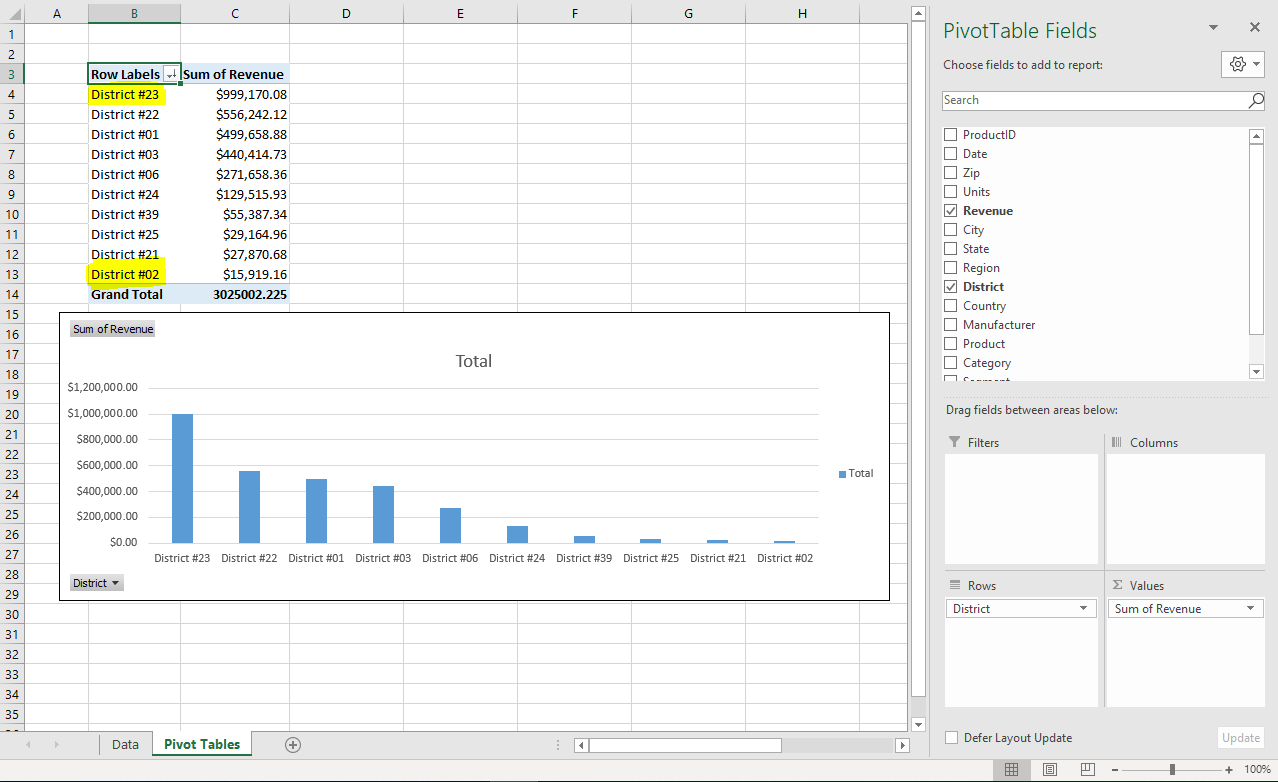 A B C D E F G H
1
2
3 Row Labels Sum of Revenue
4 District #23 $999,170.08
5 District #22 $556,242.12
6 District #01 $499,658.88
7 District #03 $440,414.73
8 District #06 $271,658.36
9 District #24 $129,515.93
10 District #39 $55,387.34
11 District #25 $29,164.96
12 District #21 $27,870.68
13 District #02 $15,919.16
14 Grand Total 3025002.225
15
16
17
18
19
20
21
22
23
24
25
26
27
28
29
30
31
32
33
34
35
Sum of Revenue
Total
$1,200,000.00
$1,000,000.00
$800,000.00
$600,000.00
$400,000.00
$200,000.00
$0.00
District #23 District #22 District #01 District #03 District #06 District #24 District #39 District #25 District #21 District #02
Total
District
Data Pivot Tables
PivotTable Fields
Choose fields to add to report:
Search
ProductID
Date
Zip
Units
Revenue
City
State
Region
District
Country
Manufacturer
Product
Category
Segment
Drag fields between areas below:
Filters Columns
Rows Σ Values
District Sum of Revenue
Defer Layout Update Update
100%